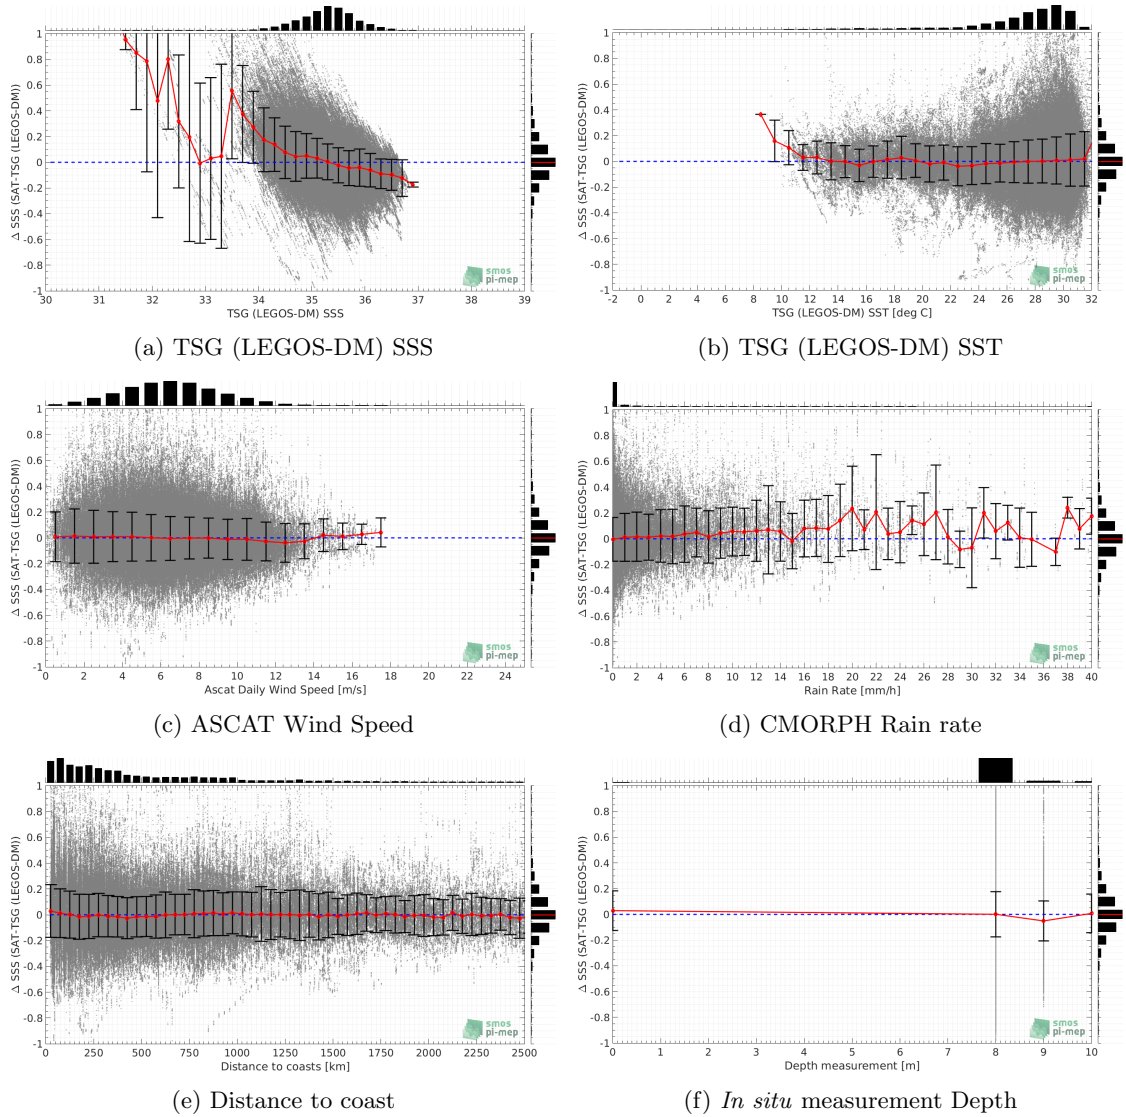 1
0.8
0.6
0.4
0.2
0
-0.2
-0.4
-0.6
-0.8
-1
Δ SSS (SAT-TSG (LEGOS-DM))
smos
pi-mep
30 31 32 33 34 35 36 37 38 39
TSG (LEGOS-DM) SSS
(a) TSG (LEGOS-DM) SSS
1
0.8
0.6
0.4
0.2
0
-0.2
-0.4
-0.6
-0.8
-1
Δ SSS (SAT-TSG (LEGOS-DM))
smos
pi-mep
-2 0 2 4 6 8 10 12 14 16 18 20 22 24 26 28 30 32
TSG (LEGOS-DM) SST [deg C]
(b) TSG (LEGOS-DM) SST
1
0.8
0.6
0.4
0.2
0
-0.2
-0.4
-0.6
-0.8
-1
Δ SSS (SAT-TSG (LEGOS-DM))
smos
pi-mep
0 2 4 6 8 10 12 14 16 18 20 22 24
Ascat Daily Wind Speed [m/s]
(c) ASCAT Wind Speed
1
0.8
0.6
0.4
0.2
0
-0.2
-0.4
-0.6
-0.8
-1
Δ SSS (SAT-TSG (LEGOS-DM))
smos
pi-mep
0 2 4 6 8 10 12 14 16 18 20 22 24 26 28 30 32 34 36 38 40
Rain Rate [mm/h]
(d) CMORPH Rain rate
1
0.8
0.6
0.4
0.2
0
-0.2
-0.4
-0.6
-0.8
-1
Δ SSS (SAT-TSG (LEGOS-DM))
smos
pi-mep
0 250 500 750 1000 1250 1500 1750 2000 2250 2500
Distance to coasts [km]
(e) Distance to coast
1
0.8
0.6
0.4
0.2
0
-0.2
-0.4
-0.6
-0.8
-1
Δ SSS (SAT-TSG (LEGOS-DM))
smos
pi-mep
0 1 2 3 4 5 6 7 8 9 10
Depth measurement [m]
(f) In situ measurement Depth